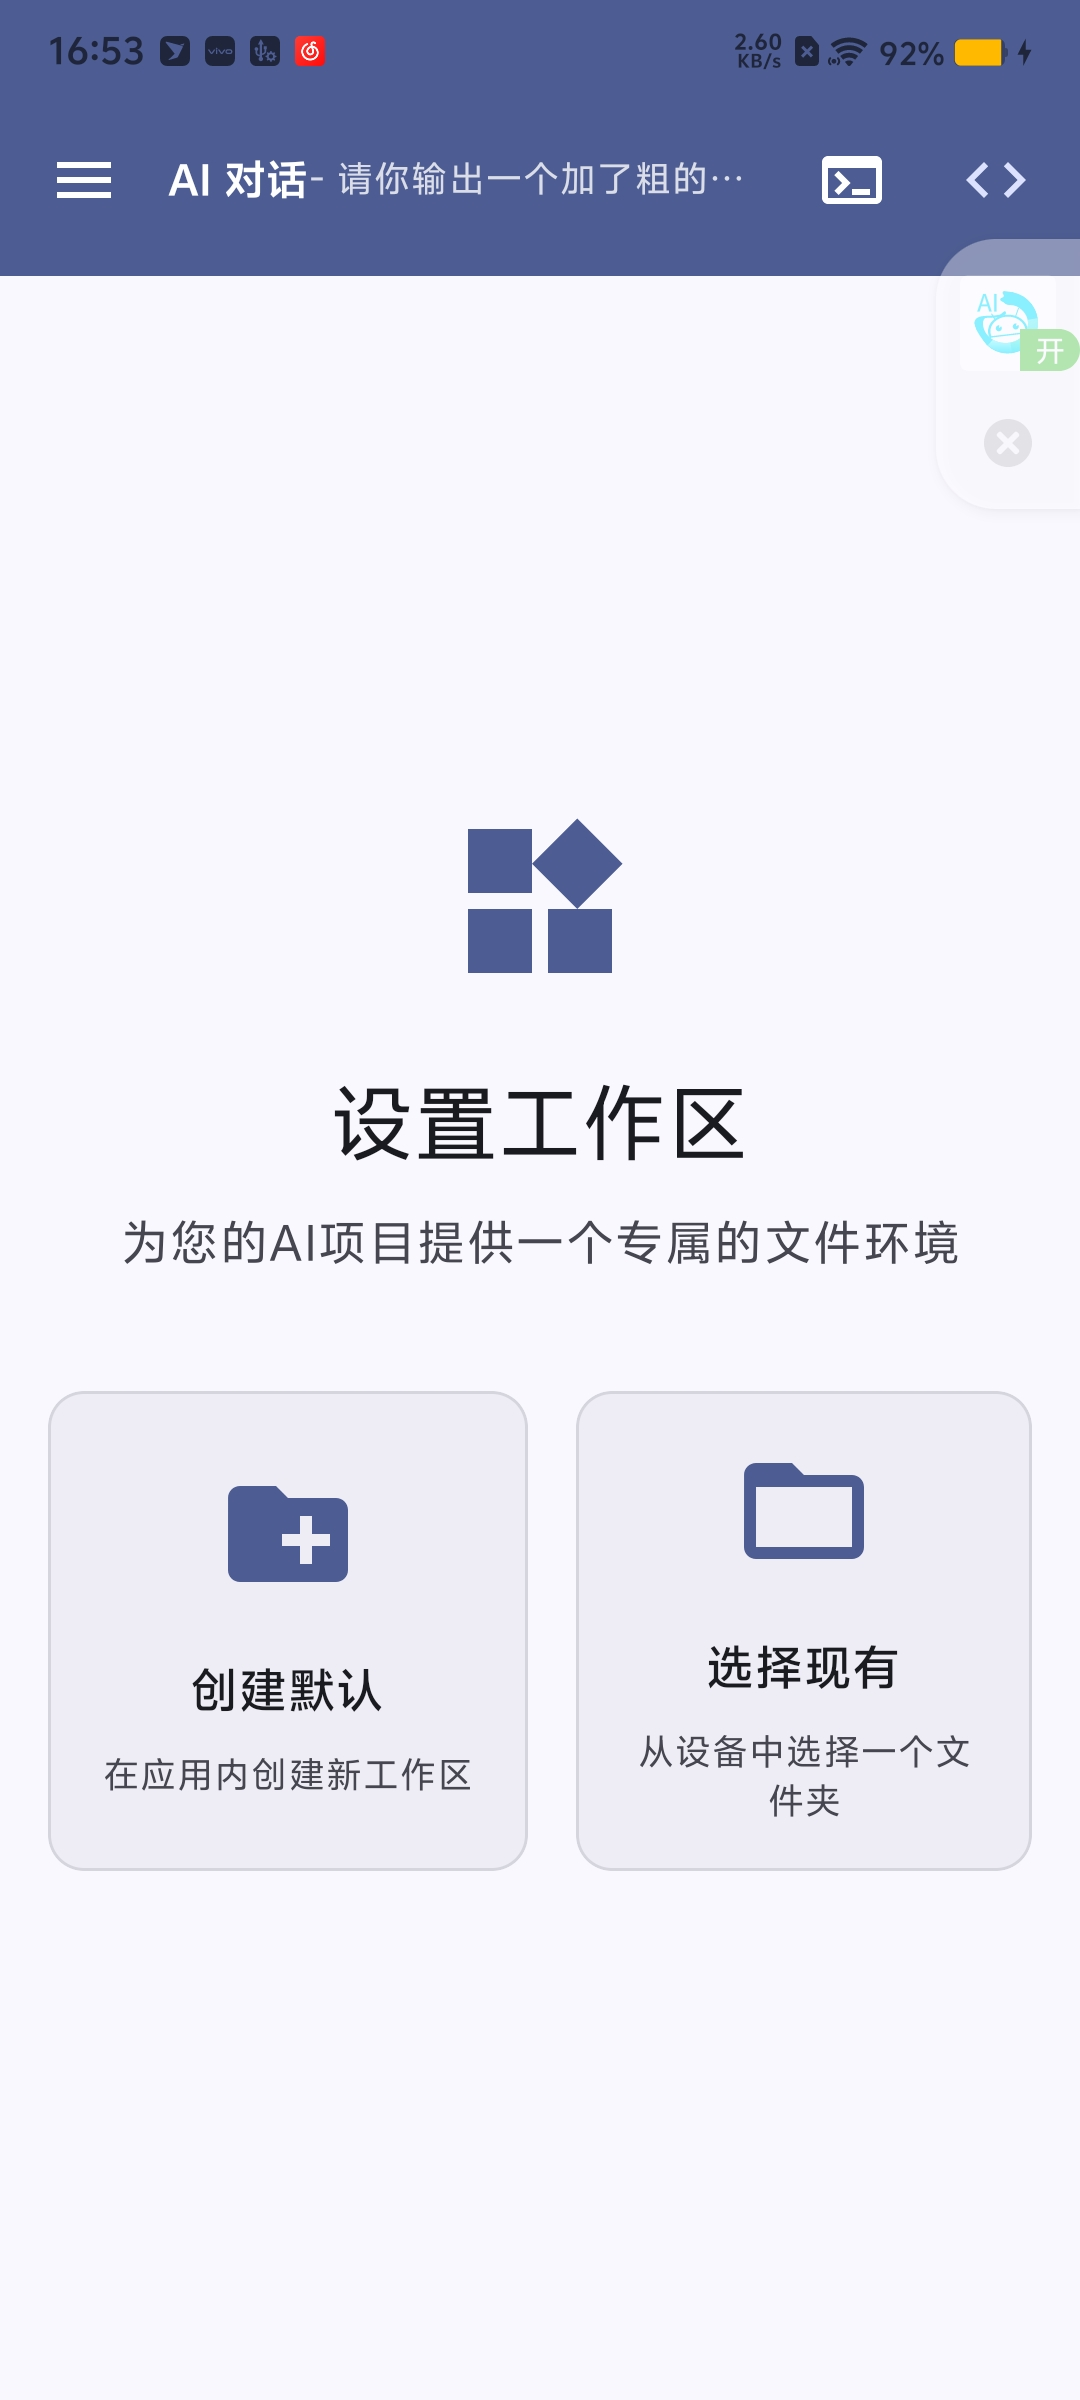 16:53 vivo 2.60 KB/s 92%
AI 对话- 请你输出一个加了粗的…
AI
开
设置工作区
为您的AI项目提供一个专属的文件环境
创建默认
在应用内创建新工作区
选择现有
从设备中选择一个文
件夹